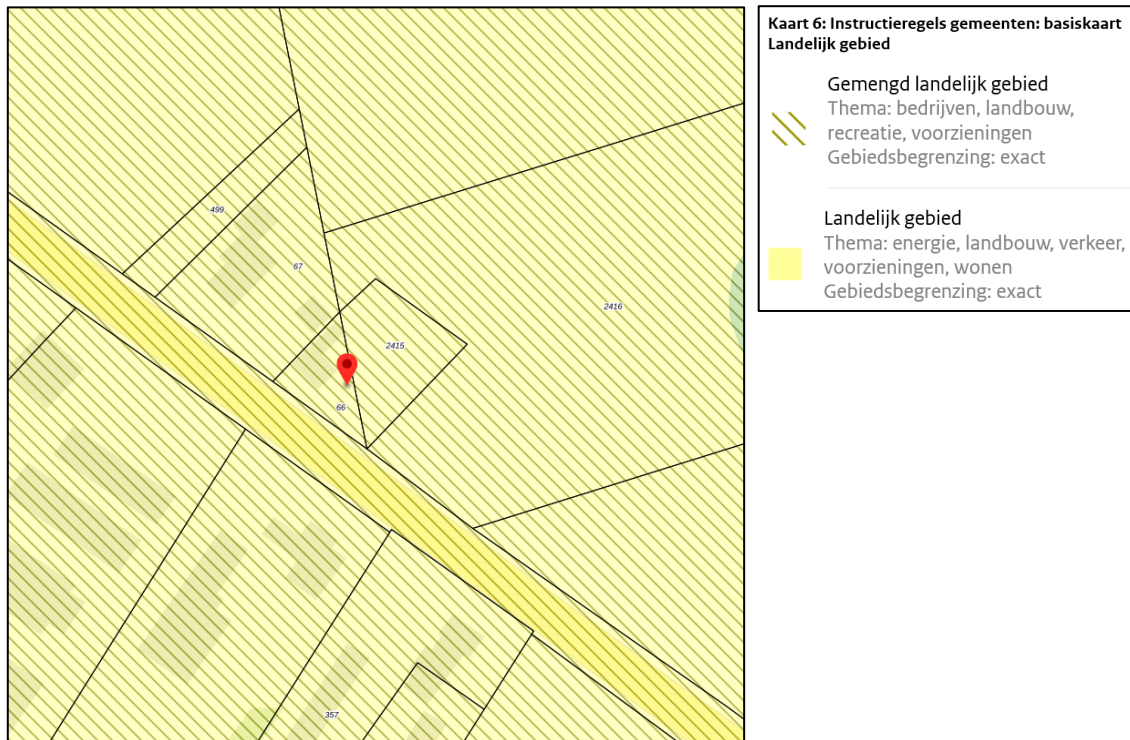 Kaart 6: Instructieregels gemeenten: basiskaart
Landelijk gebied
Gemengd landelijk gebied
Thema: bedrijven, landbouw,
recreatie, voorzieningen
Gebiedsbegrenzing: exact
Landelijk gebied
Thema: energie, landbouw, verkeer,
voorzieningen, wonen
Gebiedsbegrenzing: exact
499
67
2416
2415
66
357